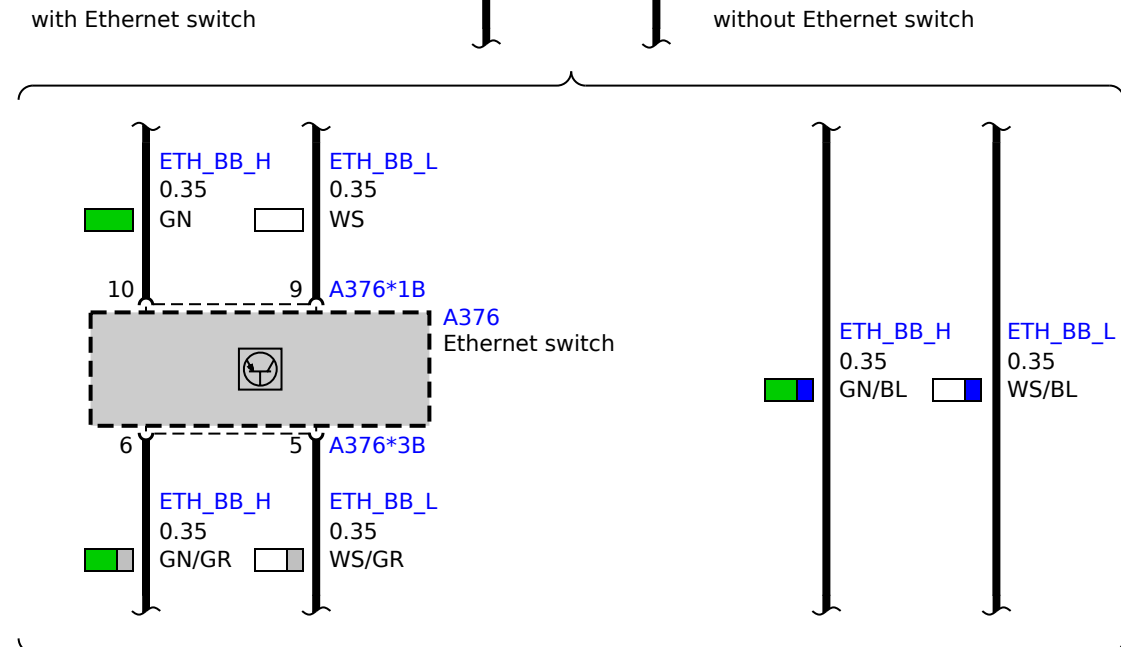 with Ethernet switch
without Ethernet switch
ETH_BB_H
0.35
GN
ETH_BB_L
0.35
WS
10
9
A376*1B
A376
Ethernet switch
6
5
A376*3B
ETH_BB_H
0.35
GN/GR
ETH_BB_L
0.35
WS/GR
ETH_BB_H
0.35
GN/BL
ETH_BB_L
0.35
WS/BL